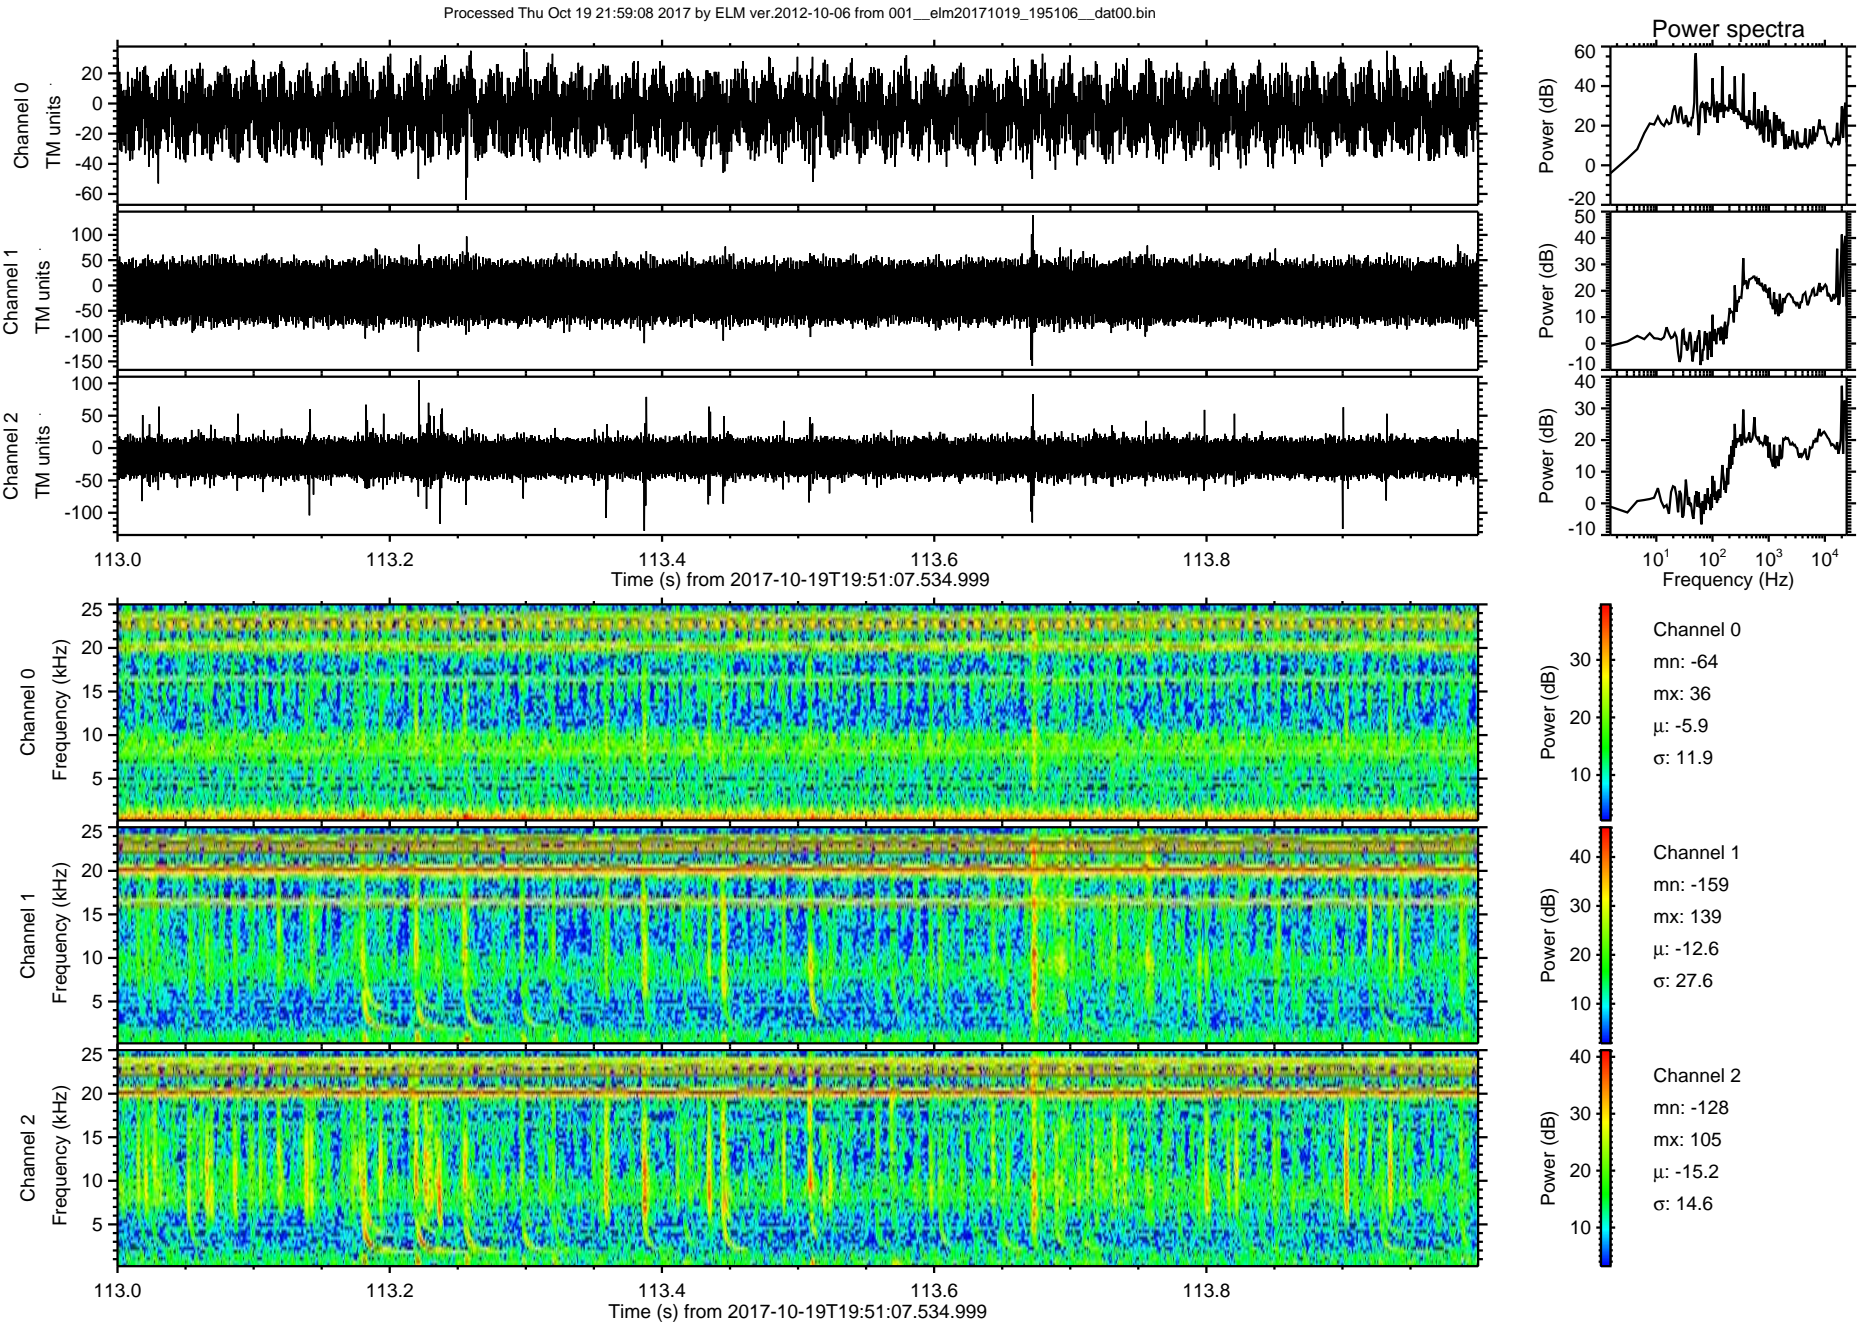 Processed Thu Oct 19 21:59:08 2017 by ELM ver.2012-10-06 from 001__elm20171019_195106__dat00.bin
Power spectra
Channel 0
TM units
20
0
-20
-40
-60
Power (dB)
60
40
20
0
-20
Channel 1
TM units
100
50
0
-50
-100
-150
Power (dB)
50
40
30
20
10
0
-10
Channel 2
TM units
100
50
0
-50
-100
Power (dB)
40
30
20
10
0
-10
113.0 113.2 113.4 113.6 113.8
Time (s) from 2017-10-19T19:51:07.534.999
10^1 10^2 10^3 10^4
Frequency (Hz)
Channel 0
Frequency (kHz)
25
20
15
10
5
Power (dB)
30
20
10
Channel 0
mn: -64
mx: 36
μ: -5.9
σ: 11.9
Channel 1
Frequency (kHz)
25
20
15
10
5
Power (dB)
40
30
20
10
Channel 1
mn: -159
mx: 139
μ: -12.6
σ: 27.6
Channel 2
Frequency (kHz)
25
20
15
10
5
Power (dB)
40
30
20
10
Channel 2
mn: -128
mx: 105
μ: -15.2
σ: 14.6
113.0 113.2 113.4 113.6 113.8
Time (s) from 2017-10-19T19:51:07.534.999